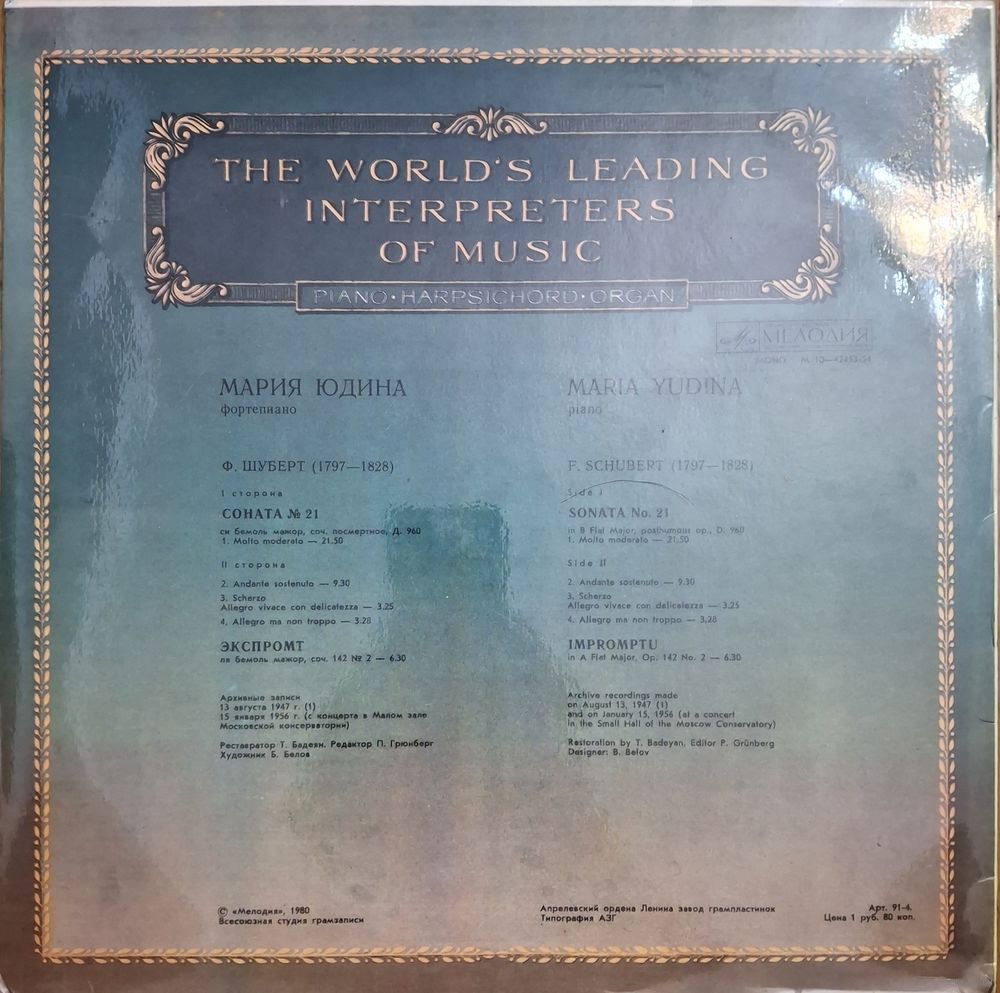 THE WORLD'S LEADING
INTERPRETERS
OF MUSIC
PIANO·HARPSICHORD·ORGAN
МЕЛОДИЯ
MONO M 10—42453-54
МАРИЯ ЮДИНА
фортепиано
Ф. ШУБЕРТ (1797—1828)
I сторона
СОНАТА № 21
си бемоль мажор, соч. посмертное, Д. 960
1. Molto moderato — 21.50
II сторона
2. Andante sostenuto — 9.30
3. Scherzo
Allegro vivace con delicatezza — 3.25
4. Allegro ma non troppo — 3.28
ЭКСПРОМТ
ля бемоль мажор, соч. 142 № 2 — 6.30
Архивные записи
13 августа 1947 г. (1)
15 января 1956 г. (с концерта в Малом зале
Московской консерватории)
Реставратор Т. Бадеян. Редактор П. Грюнберг
Художник Б. Белов
MARIA YUDINA
piano
F. SCHUBERT (1797—1828)
Side I
SONATA No. 21
in B Flat Major, posthumous op., D. 960
1. Molto moderato — 21.50
Side II
2. Andante sostenuto — 9.30
3. Scherzo
Allegro vivace con delicatezza — 3.25
4. Allegro ma non troppo — 3.28
IMPROMPTU
in A Flat Major, Op. 142 No. 2 — 6.30
Archive recordings made
on August 13, 1947 (1)
and on January 15, 1956 (at a concert
in the Small Hall of the Moscow Conservatory)
Restoration by T. Badeyan, Editor P. Grünberg
Designer: B. Belov
© «Мелодия», 1980
Всесоюзная студия грамзаписи
Апрелевский ордена Ленина завод грампластинок
Типография АЗГ
Арт. 91-4.
Цена 1 руб. 80 коп.